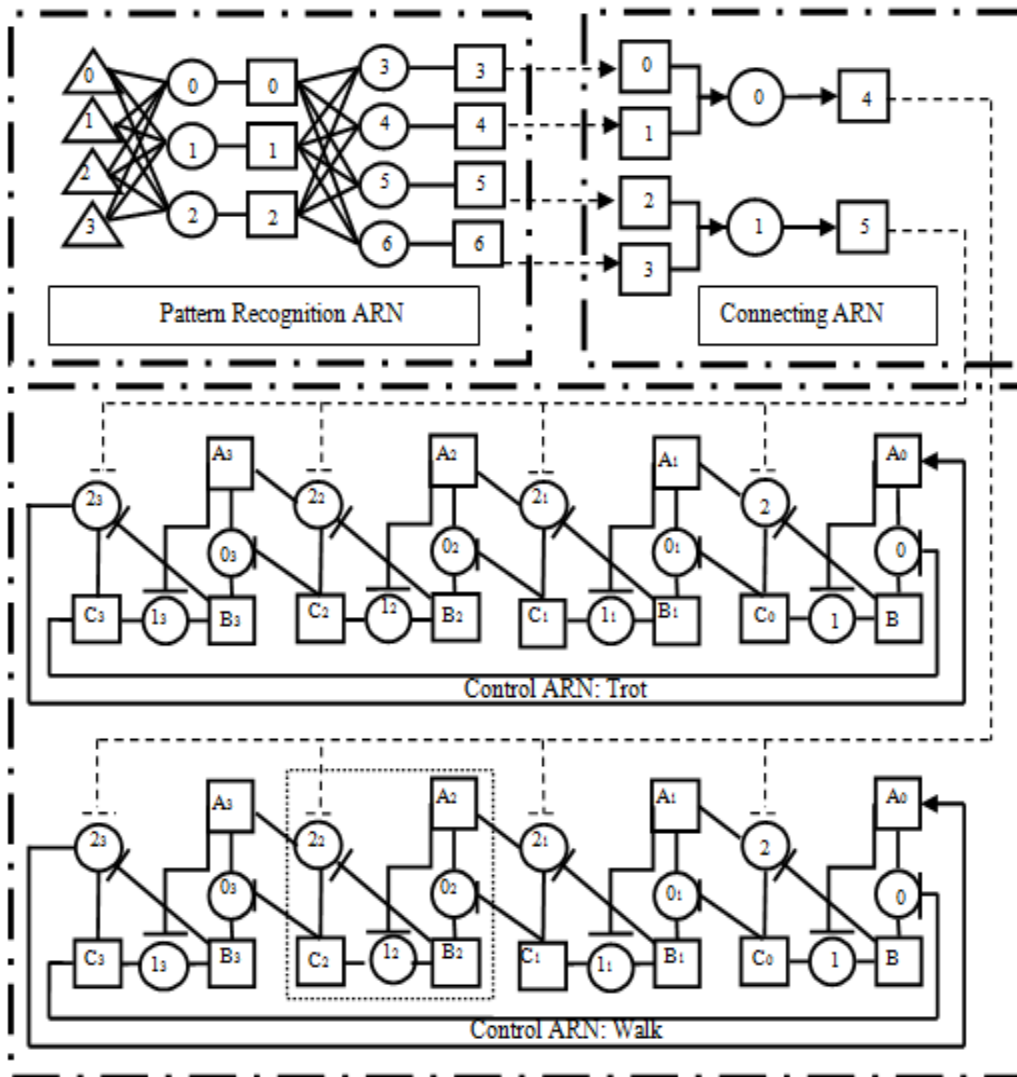 0 0 0 3 3 0 0 4
1 1 1 4 4 1
2 2 2 5 5 2 1 5
3 6 6 3
Pattern Recognition ARN
Connecting ARN
A3 A2 A1 A0
23 22 21 2
03 02 01 0
C3 13 B3 C2 12 B2 C1 11 B1 C0 1 B
Control ARN: Trot
A3 A2 A1 A0
23 22 21 2
03 02 01 0
C3 13 B3 C2 12 B2 C1 11 B1 C0 1 B
Control ARN: Walk